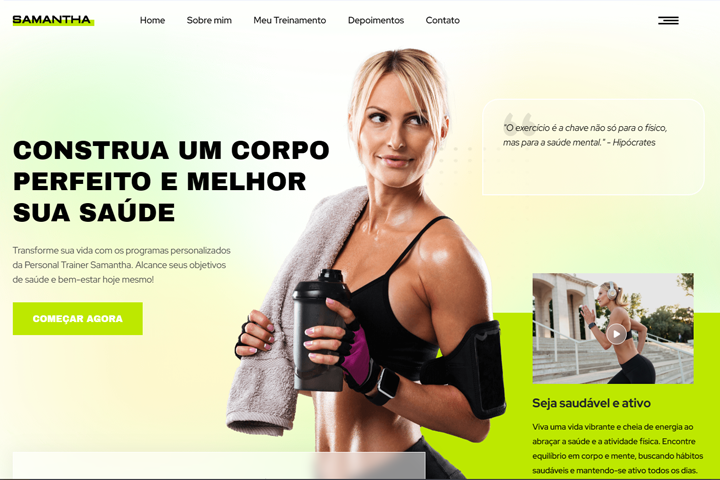 SAMANTHA
Home
Sobre mim
Meu Treinamento
Depoimentos
Contato
"O exercício é a chave não só para o físico,
mas para a saúde mental." - Hipócrates
CONSTRUA UM CORPO
PERFEITO E MELHOR
SUA SAÚDE
Transforme sua vida com os programas personalizados
da Personal Trainer Samantha. Alcance seus objetivos
de saúde e bem-estar hoje mesmo!
COMEÇAR AGORA
Seja saudável e ativo
Viva uma vida vibrante e cheia de energia ao
abraçar a saúde e a atividade física. Encontre
equilíbrio em corpo e mente, buscando hábitos
saudáveis e mantendo-se ativo todos os dias.